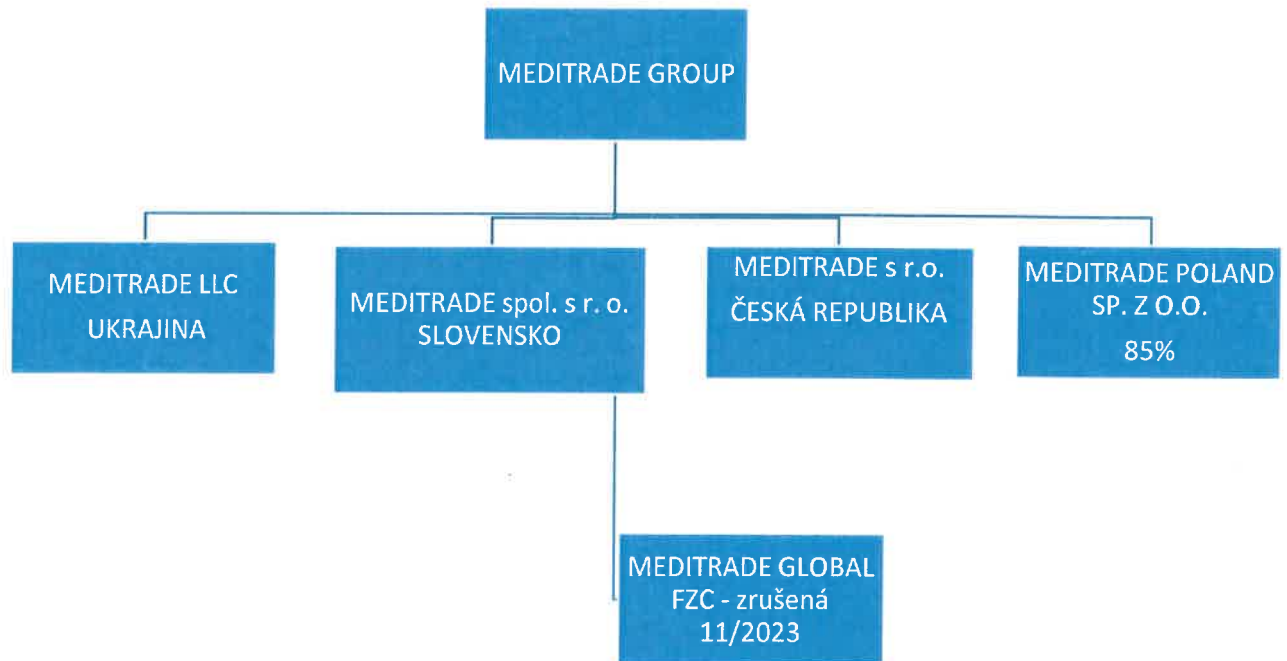 MEDITRADE GROUP
MEDITRADE LLC
UKRAJINA
MEDITRADE spol. s r. o.
SLOVENSKO
MEDITRADE s r.o.
ČESKÁ REPUBLIKA
MEDITRADE POLAND
SP. Z O.O.
85%
MEDITRADE GLOBAL
FZC - zrušená
11/2023